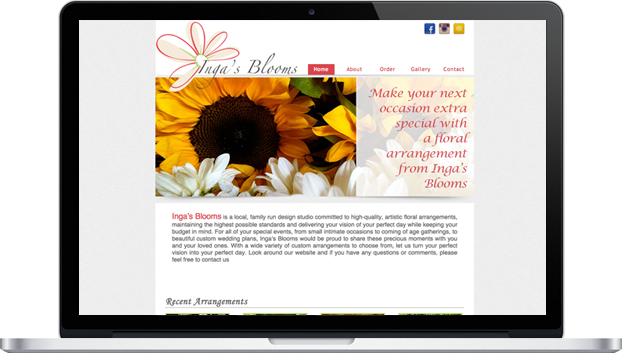 Inga's Blooms
Home About Order Gallery Contact
Make your next
occasion extra
special with
a floral
arrangement
from Inga's
Blooms
Inga's Blooms is a local, family run design studio committed to high-quality, artistic floral arrangements,
maintaining the highest possible standards and delivering your vision of your perfect day while keeping your
budget in mind. For all of your special events, from small intimate occasions to coming of age gatherings, to
beautiful custom wedding plans, Inga's Blooms would be proud to share these precious moments with you
and your loved ones. With a wide variety of custom arrangements to choose from, let us turn your perfect
vision into your perfect day. Look around our website and if you have any questions or comments, please
feel free to contact us
Recent Arrangements